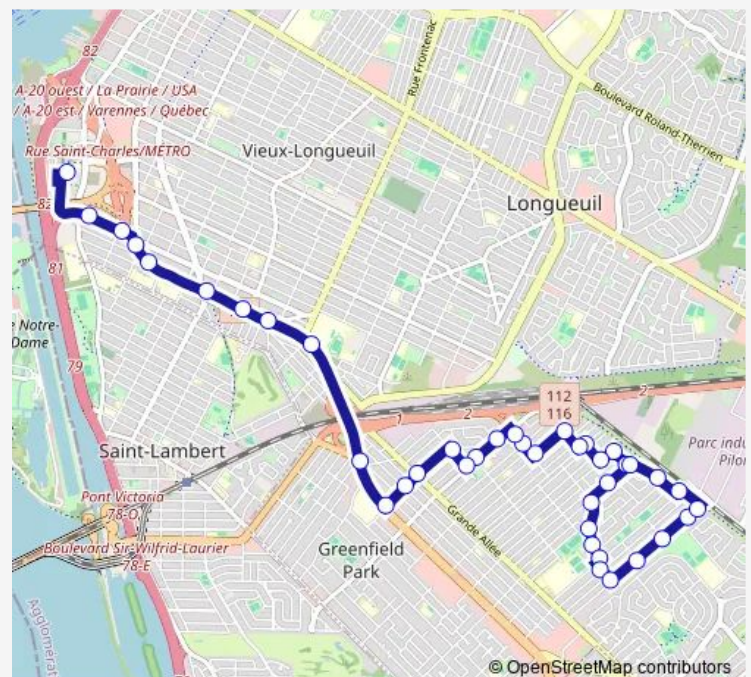 82
A-20 ouest / La Prairie / USA
/ A-20 est / Varennes / Québec
Rue Saint-Charles/METRO
Vieux-Longueuil
Rue Frontenac
Boulevard Roland-Therrien
Longueuil
82
81
Notre-
Dame
79
112
116
1
2
2
Saint-Lambert
Parc indu
Pilo
Pont Victoria
78-O
Grande Allée
Boulevard Sir-Wilfrid-Laurier
78-E
Greenfield
Park
Agglomérat
© OpenStreetMap contributors